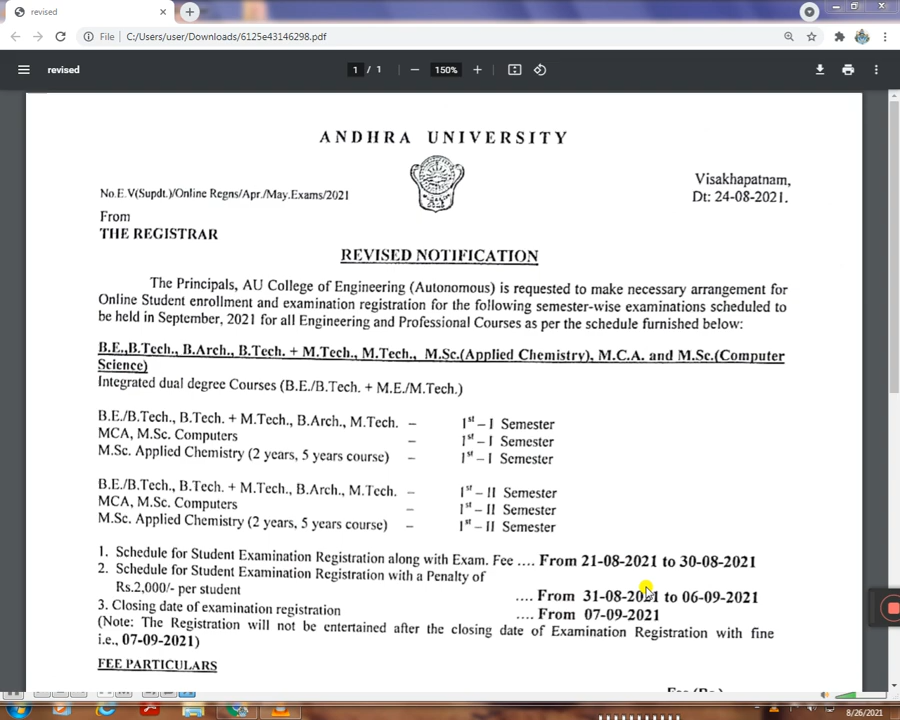 revised
File C:/Users/user/Downloads/6125e43146298.pdf
revised 1 / 1 150%
ANDHRA UNIVERSITY
No.E.V(Supdt.)/Online Regns/Apr./May.Exams/2021
Visakhapatnam,
Dt: 24-08-2021.
From
THE REGISTRAR
REVISED NOTIFICATION
The Principals, AU College of Engineering (Autonomous) is requested to make necessary arrangement for
Online Student enrollment and examination registration for the following semester-wise examinations scheduled to
be held in September, 2021 for all Engineering and Professional Courses as per the schedule furnished below:
B.E.,B.Tech., B.Arch., B.Tech. + M.Tech., M.Tech., M.Sc.(Applied Chemistry), M.C.A. and M.Sc.(Computer
Science)
Integrated dual degree Courses (B.E./B.Tech. + M.E./M.Tech.)
B.E./B.Tech., B.Tech. + M.Tech., B.Arch., M.Tech. – 1st – I Semester
MCA, M.Sc. Computers – 1st – I Semester
M.Sc. Applied Chemistry (2 years, 5 years course) – 1st – I Semester
B.E./B.Tech., B.Tech. + M.Tech., B.Arch., M.Tech. – 1st – II Semester
MCA, M.Sc. Computers – 1st – II Semester
M.Sc. Applied Chemistry (2 years, 5 years course) – 1st – II Semester
1. Schedule for Student Examination Registration along with Exam. Fee .... From 21-08-2021 to 30-08-2021
2. Schedule for Student Examination Registration with a Penalty of
Rs.2,000/- per student .... From 31-08-2021 to 06-09-2021
3. Closing date of examination registration .... From 07-09-2021
(Note: The Registration will not be entertained after the closing date of Examination Registration with fine
i.e., 07-09-2021)
FEE PARTICULARS
8/26/2021